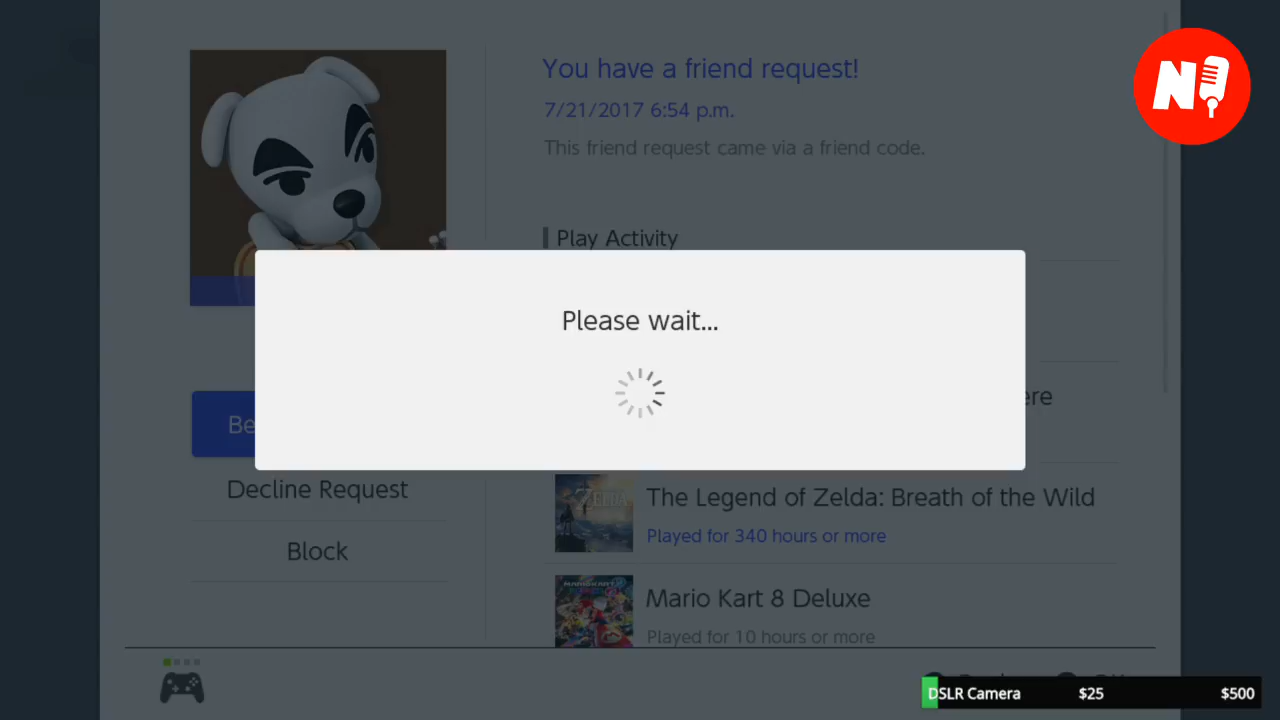 You have a friend request!
7/21/2017 6:54 p.m.
This friend request came via a friend code.
Play Activity
Please wait...
Be
ere
Decline Request
Block
The Legend of Zelda: Breath of the Wild
Played for 340 hours or more
Mario Kart 8 Deluxe
Played for 10 hours or more
DSLR Camera $25 $500
N